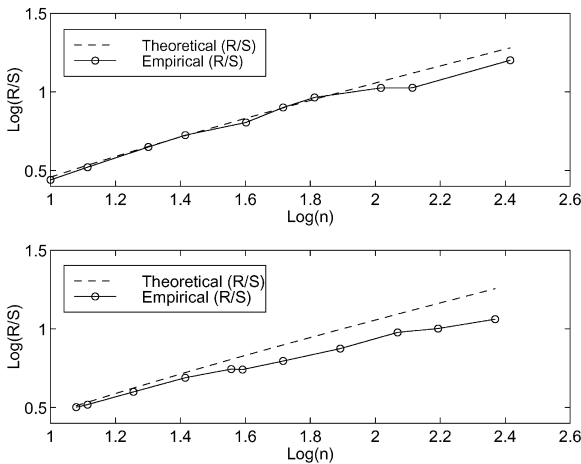 1.5
1
0.5
Log(R/S)
Theoretical (R/S)
Empirical (R/S)
1 1.2 1.4 1.6 1.8 2 2.2 2.4 2.6
Log(n)
1.5
1
0.5
Log(R/S)
Theoretical (R/S)
Empirical (R/S)
1 1.2 1.4 1.6 1.8 2 2.2 2.4 2.6
Log(n)